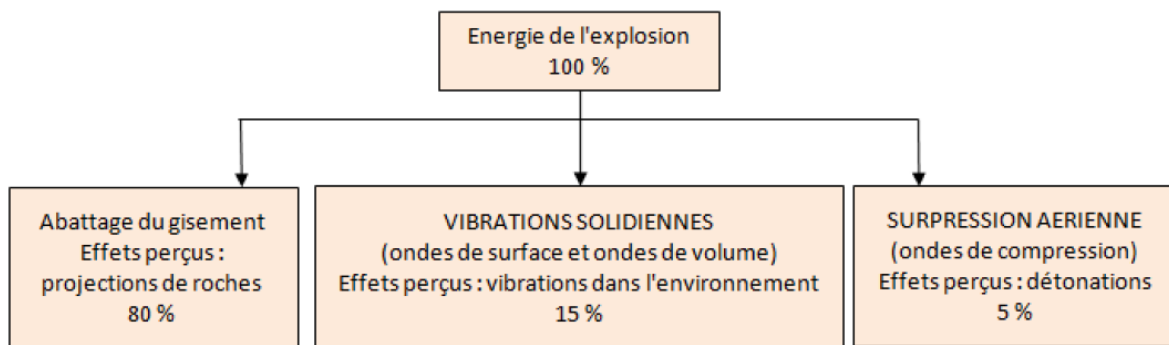 Energie de l'explosion
100 %
Abattage du gisement
Effets perçus :
projections de roches
80 %
VIBRATIONS SOLIDIENNES
(ondes de surface et ondes de volume)
Effets perçus : vibrations dans l'environnement
15 %
SURPRESSION AERIENNE
(ondes de compression)
Effets perçus : détonations
5 %